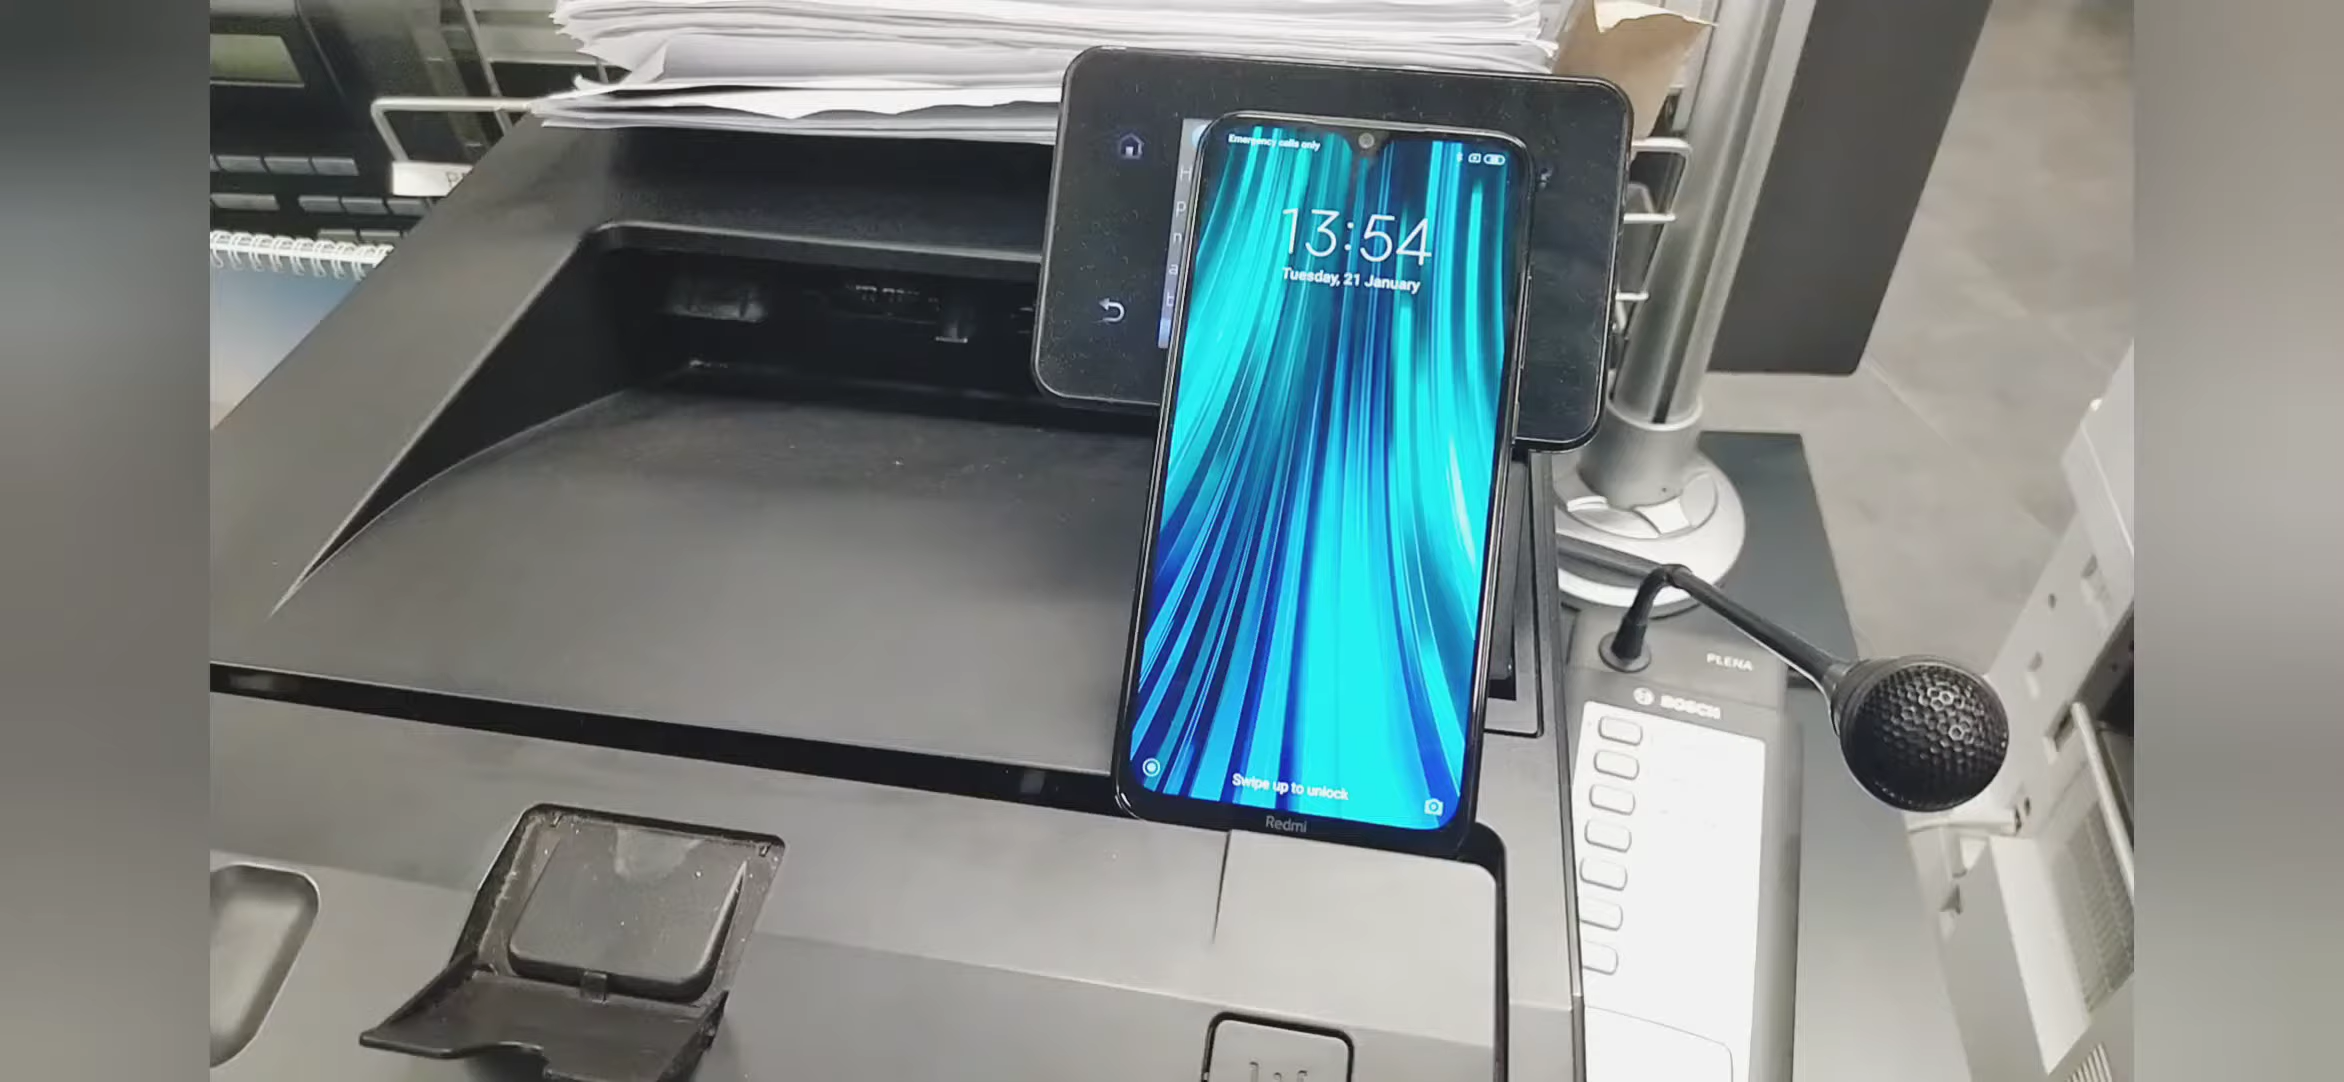 Emergency calls only
13:54
Tuesday, 21 January
Swipe up to unlock
Redmi
PLENA
BOSCH